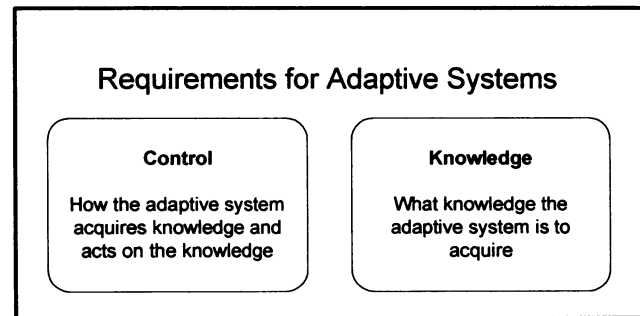 Requirements for Adaptive Systems
Control
How the adaptive system
acquires knowledge and
acts on the knowledge
Knowledge
What knowledge the
adaptive system is to
acquire